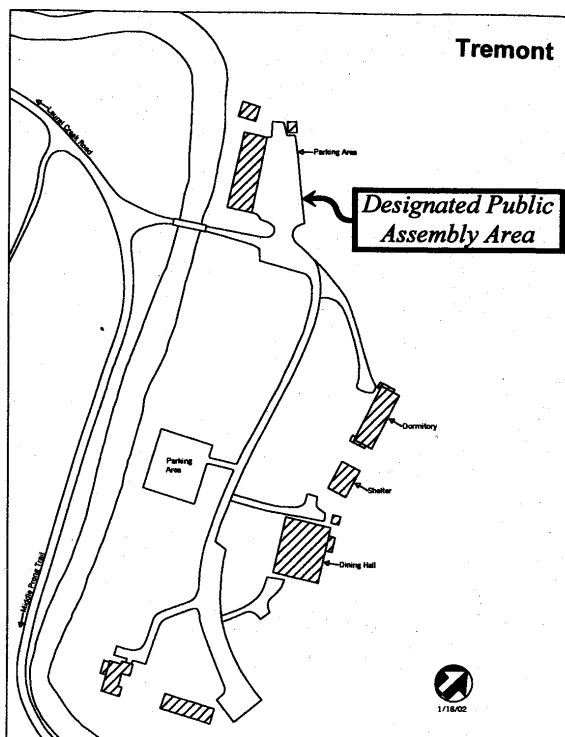 Tremont
Laurel Creek Road
Parking Area
Designated Public
Assembly Area
Dormitory
Parking
Area
Shelter
Dining Hall
Middle Prong Trail
1/18/02